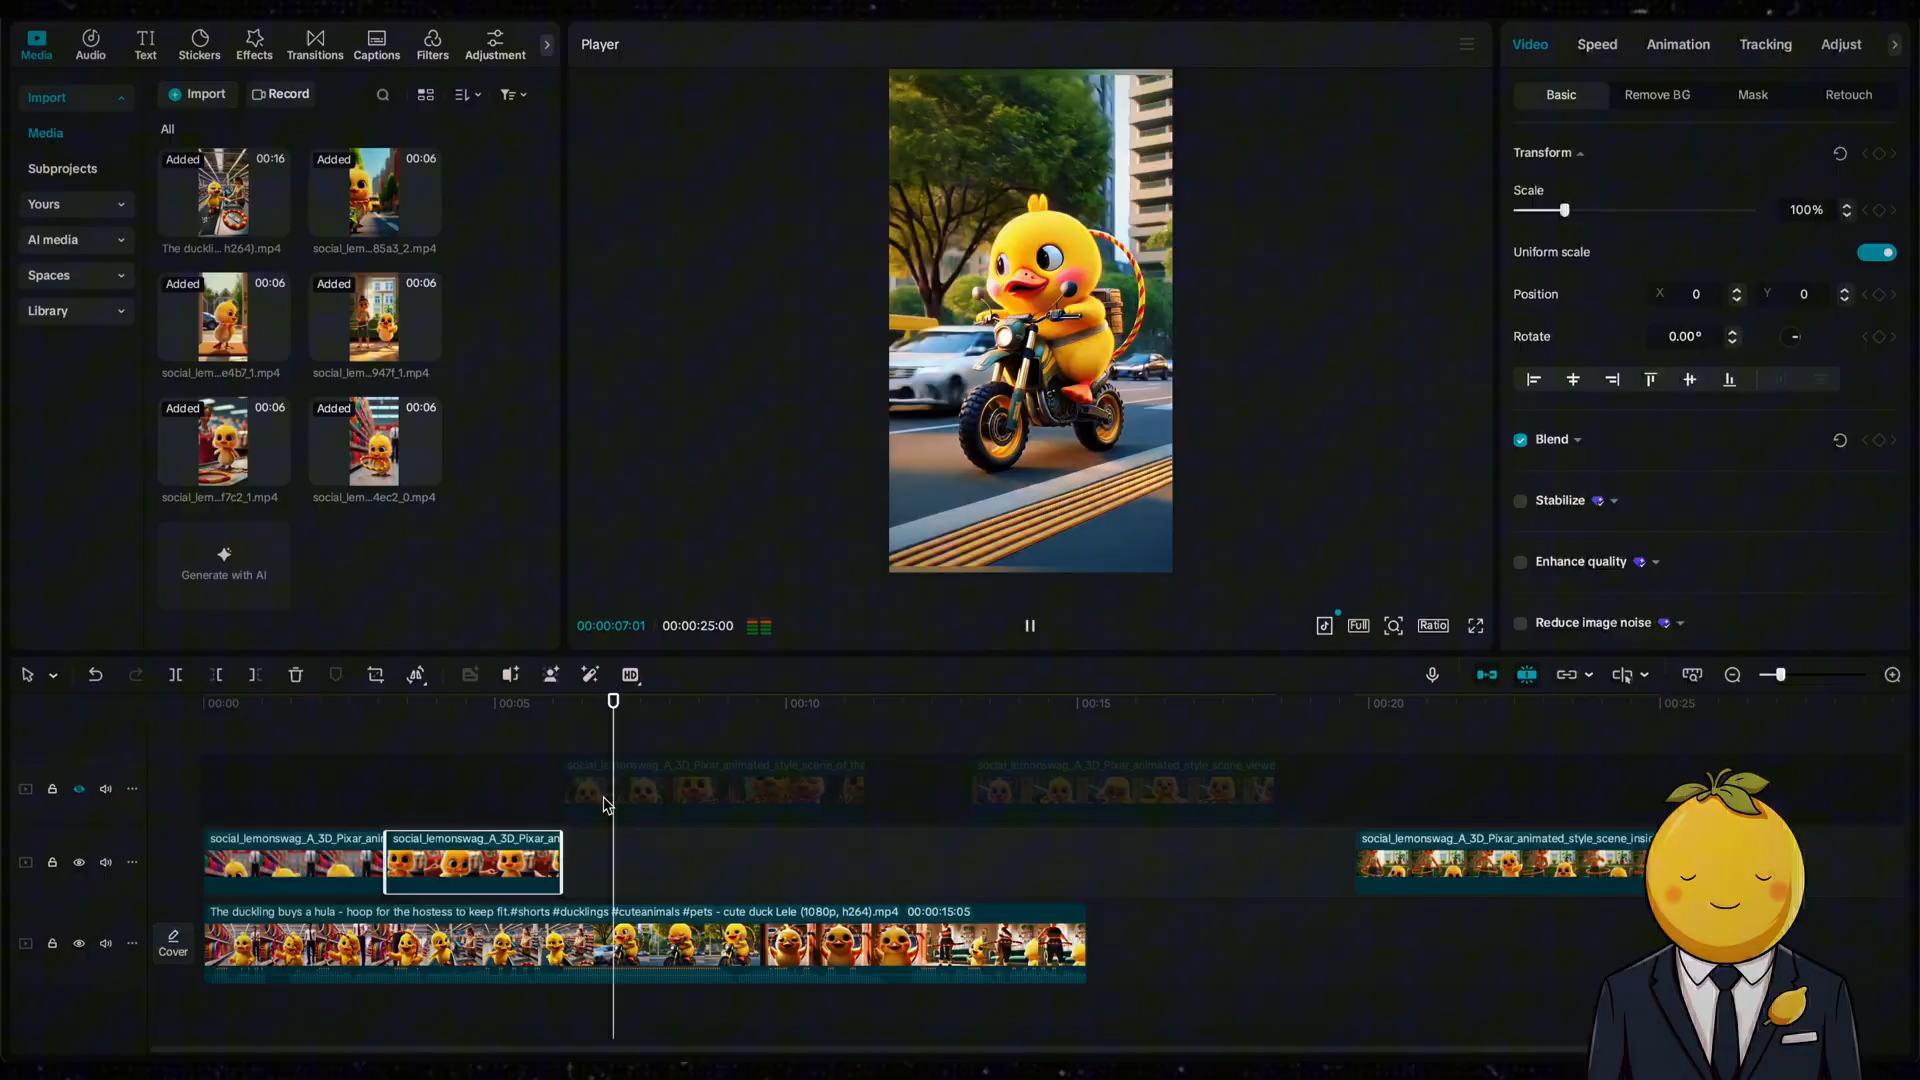 Media
Audio
Text
Stickers
Effects
Transitions
Captions
Filters
Adjustment
Player
Video
Speed
Animation
Tracking
Adjust
Import
Media
Subprojects
Yours
AI media
Spaces
Library
Import
Record
All
Added 00:16
The duckli... h264).mp4
Added 00:06
social_lem...85a3_2.mp4
Added 00:06
social_lem...e4b7_1.mp4
Added 00:06
social_lem...947f_1.mp4
Added 00:06
social_lem...f7c2_1.mp4
Added 00:06
social_lem...4ec2_0.mp4
Generate with AI
00:00:07:01 00:00:25:00
Full
Ratio
Basic
Remove BG
Mask
Retouch
Transform
Scale
100%
Uniform scale
Position X 0 Y 0
Rotate 0.00°
Blend
Stabilize
Enhance quality
Reduce image noise
HD
00:00
00:05
00:10
00:15
00:20
00:25
social_lemonswag_A_3D_Pixar_animated_style_scene_of_the
social_lemonswag_A_3D_Pixar_animated_style_scene_viewe
social_lemonswag_A_3D_Pixar_ani
social_lemonswag_A_3D_Pixar_an
social_lemonswag_A_3D_Pixar_animated_style_scene_insi
Cover
The duckling buys a hula - hoop for the hostess to keep fit.#shorts #ducklings #cuteanimals #pets - cute duck Lele (1080p, h264).mp4 00:00:15:05